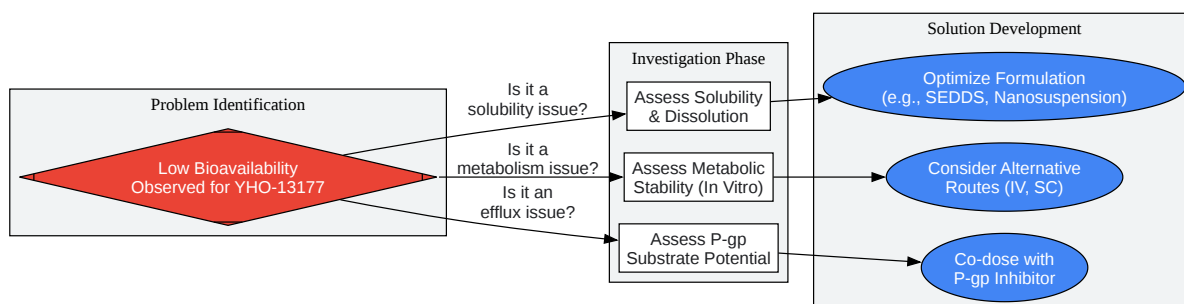 Problem Identification
Low Bioavailability
Observed for YHO-13177
Is it a
solubility issue?
Is it a
metabolism issue?
Is it an
efflux issue?
Investigation Phase
Assess Solubility
& Dissolution
Assess Metabolic
Stability (In Vitro)
Assess P-gp
Substrate Potential
Solution Development
Optimize Formulation
(e.g., SEDDS, Nanosuspension)
Consider Alternative
Routes (IV, SC)
Co-dose with
P-gp Inhibitor